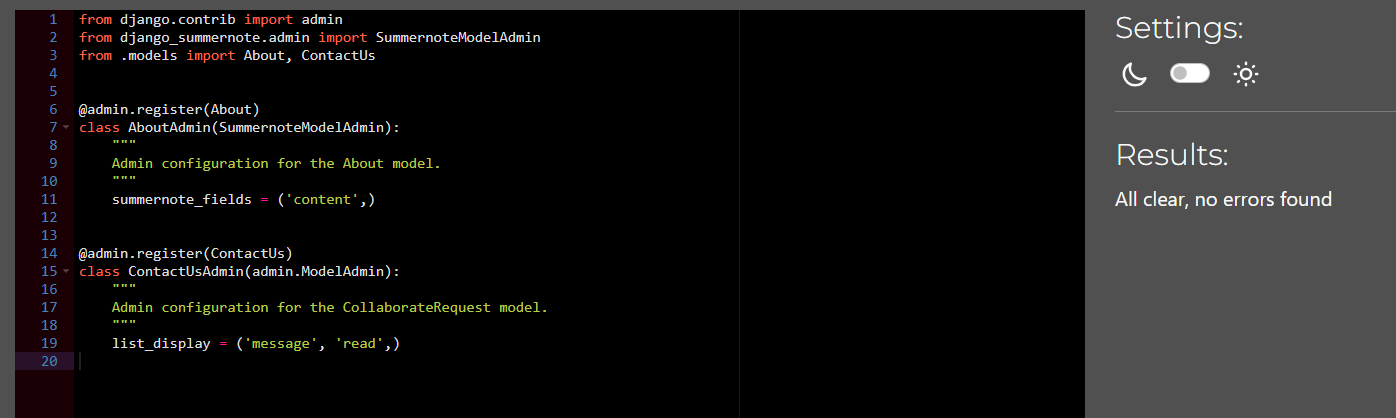 1 from django.contrib import admin
2 from django_summernote.admin import SummernoteModelAdmin
3 from .models import About, ContactUs
4
5
6 @admin.register(About)
7 class AboutAdmin(SummernoteModelAdmin):
8     """
9     Admin configuration for the About model.
10     """
11     summernote_fields = ('content',)
12
13
14 @admin.register(ContactUs)
15 class ContactUsAdmin(admin.ModelAdmin):
16     """
17     Admin configuration for the CollaborateRequest model.
18     """
19     list_display = ('message', 'read',)
20
Settings:
Results:
All clear, no errors found